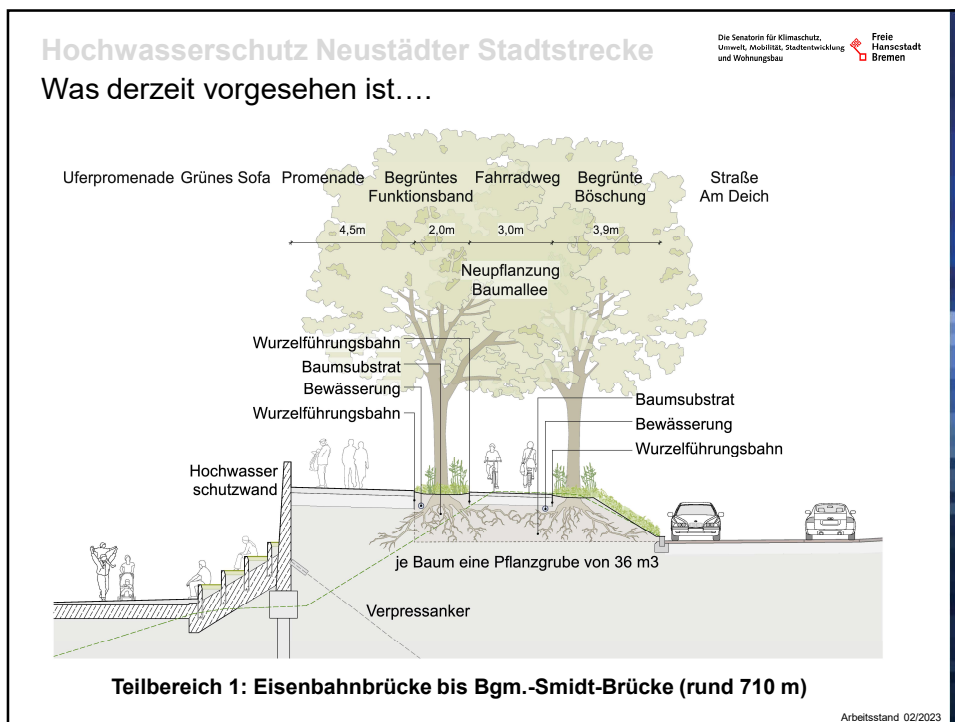 Hochwasserschutz Neustädter Stadtstrecke
Die Senatorin für Klimaschutz,
Umwelt, Mobilität, Stadtentwicklung
und Wohnungsbau
Freie
Hansestadt
Bremen
Was derzeit vorgesehen ist….
Uferpromenade Grünes Sofa Promenade Begrüntes Fahrradweg Begrünte Straße
Funktionsband Böschung Am Deich
4,5m 2,0m 3,0m 3,9m
Neupflanzung
Baumallee
Wurzelführungsbahn
Baumsubstrat
Bewässerung
Wurzelführungsbahn
Baumsubstrat
Bewässerung
Wurzelführungsbahn
Hochwasser
schutzwand
je Baum eine Pflanzgrube von 36 m3
Verpressanker
Teilbereich 1: Eisenbahnbrücke bis Bgm.-Smidt-Brücke (rund 710 m)
Arbeitsstand 02/2023